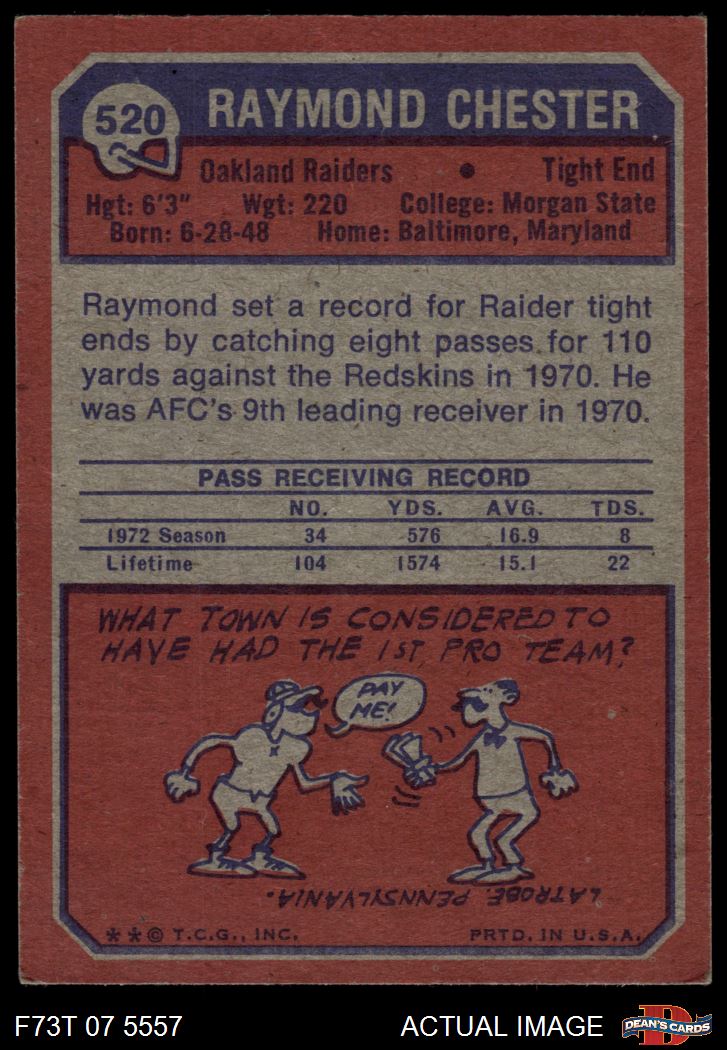 520 RAYMOND CHESTER
Oakland Raiders • Tight End
Hgt: 6'3" Wgt: 220 College: Morgan State
Born: 6-28-48 Home: Baltimore, Maryland
Raymond set a record for Raider tight
ends by catching eight passes for 110
yards against the Redskins in 1970. He
was AFC's 9th leading receiver in 1970.
PASS RECEIVING RECORD
NO. YDS. AVG. TDS.
1972 Season 34 576 16.9 8
Lifetime 104 1574 15.1 22
WHAT TOWN IS CONSIDERED TO
HAVE HAD THE 1ST PRO TEAM?
PAY
ME!
LATROBE, PENNSYLVANIA.
**© T.C.G., INC. PRTD. IN U.S.A.
F73T 07 5557 ACTUAL IMAGE
D
DEAN'S CARDS